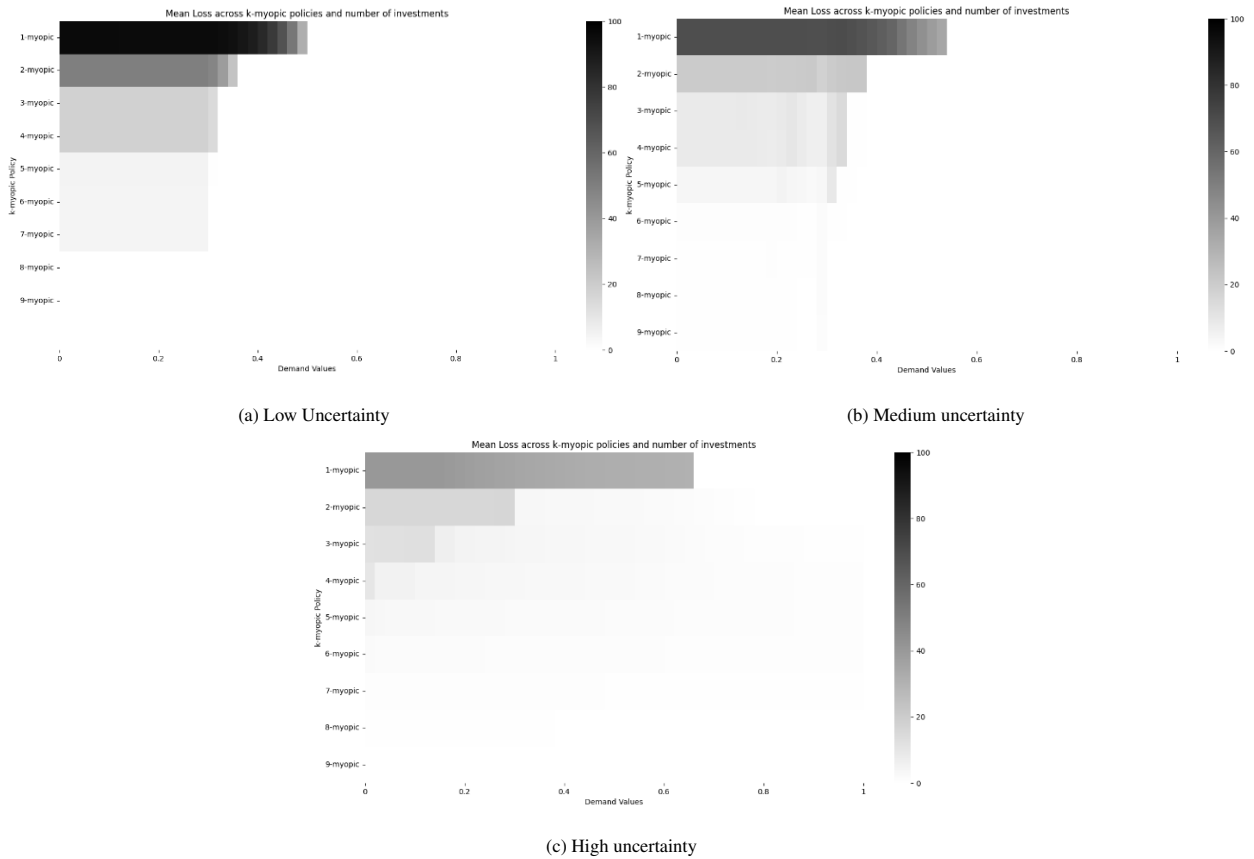 Mean Loss across k-myopic policies and number of investments
1-myopic
2-myopic
3-myopic
4-myopic
5-myopic
6-myopic
7-myopic
8-myopic
9-myopic
k-myopic Policy
0 0.2 0.4 0.6 0.8 1
Demand Values
100
80
60
40
20
0
(a) Low Uncertainty
Mean Loss across k-myopic policies and number of investments
1-myopic
2-myopic
3-myopic
4-myopic
5-myopic
6-myopic
7-myopic
8-myopic
9-myopic
k-myopic Policy
0 0.2 0.4 0.6 0.8 1
Demand Values
100
80
60
40
20
0
(b) Medium uncertainty
Mean Loss across k-myopic policies and number of investments
1-myopic
2-myopic
3-myopic
4-myopic
5-myopic
6-myopic
7-myopic
8-myopic
9-myopic
k-myopic Policy
0 0.2 0.4 0.6 0.8 1
Demand Values
100
80
60
40
20
0
(c) High uncertainty